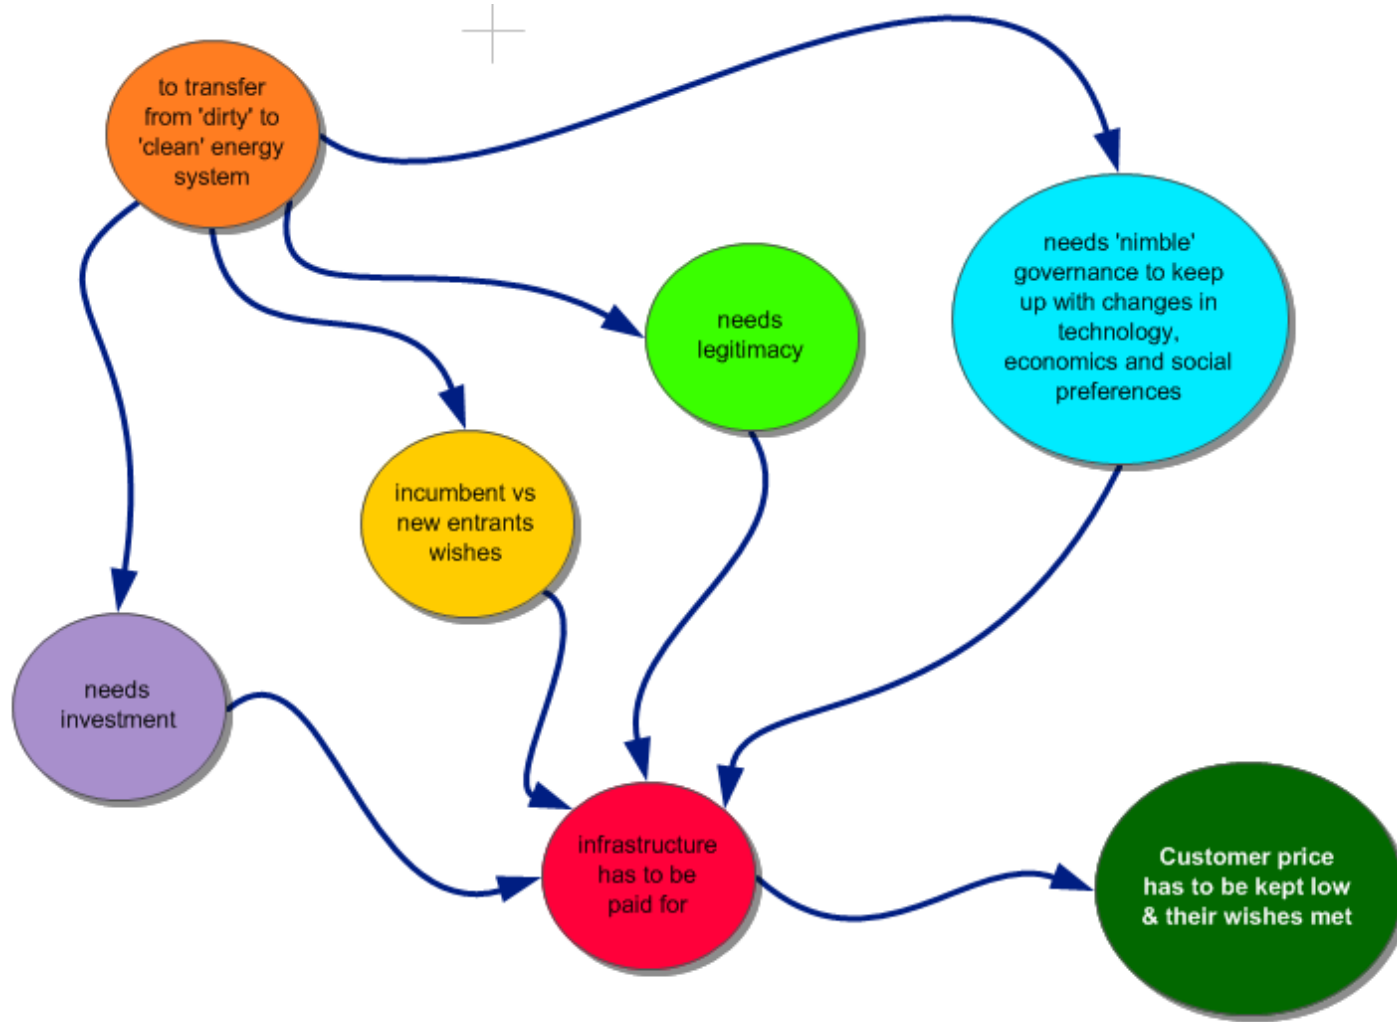 to transfer
from 'dirty' to
'clean' energy
system
needs 'nimble'
governance to keep
up with changes in
technology,
economics and social
preferences
needs
legitimacy
incumbent vs
new entrants
wishes
needs
investment
infrastructure
has to be
paid for
Customer price
has to be kept low
& their wishes met